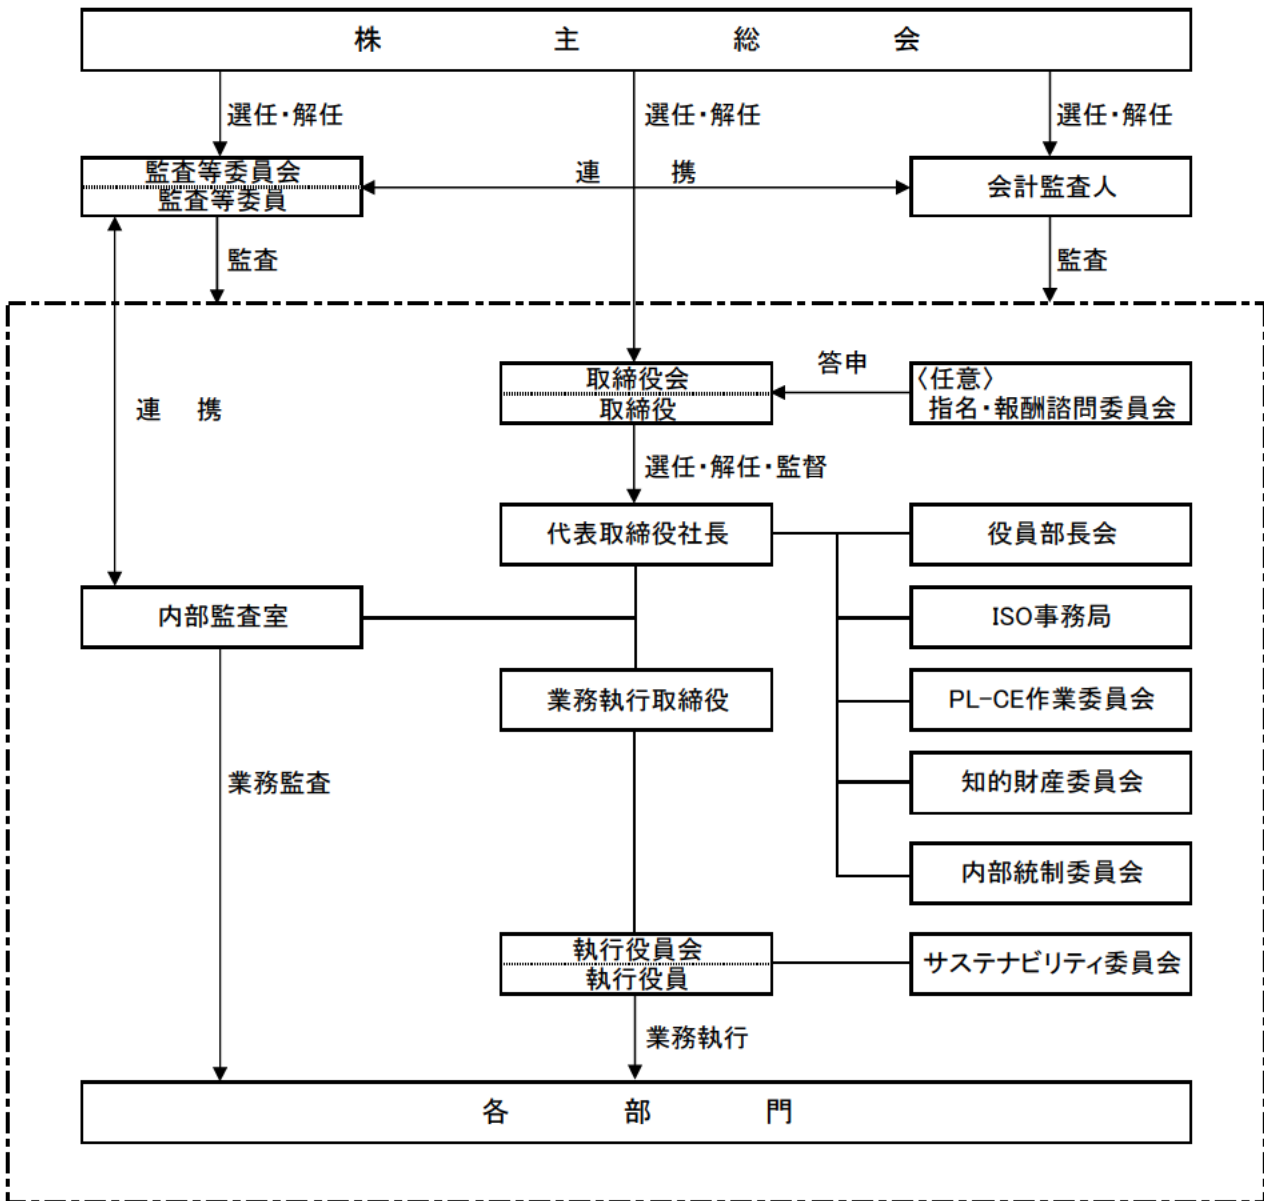 株主総会
選任・解任
選任・解任
選任・解任
監査等委員会
監査等委員
連携
会計監査人
監査
監査
取締役会
取締役
答申
〈任意〉
指名・報酬諮問委員会
連携
選任・解任・監督
代表取締役社長
役員部長会
内部監査室
ISO事務局
業務執行取締役
PL-CE作業委員会
業務監査
知的財産委員会
内部統制委員会
執行役員会
執行役員
サステナビリティ委員会
業務執行
各部門